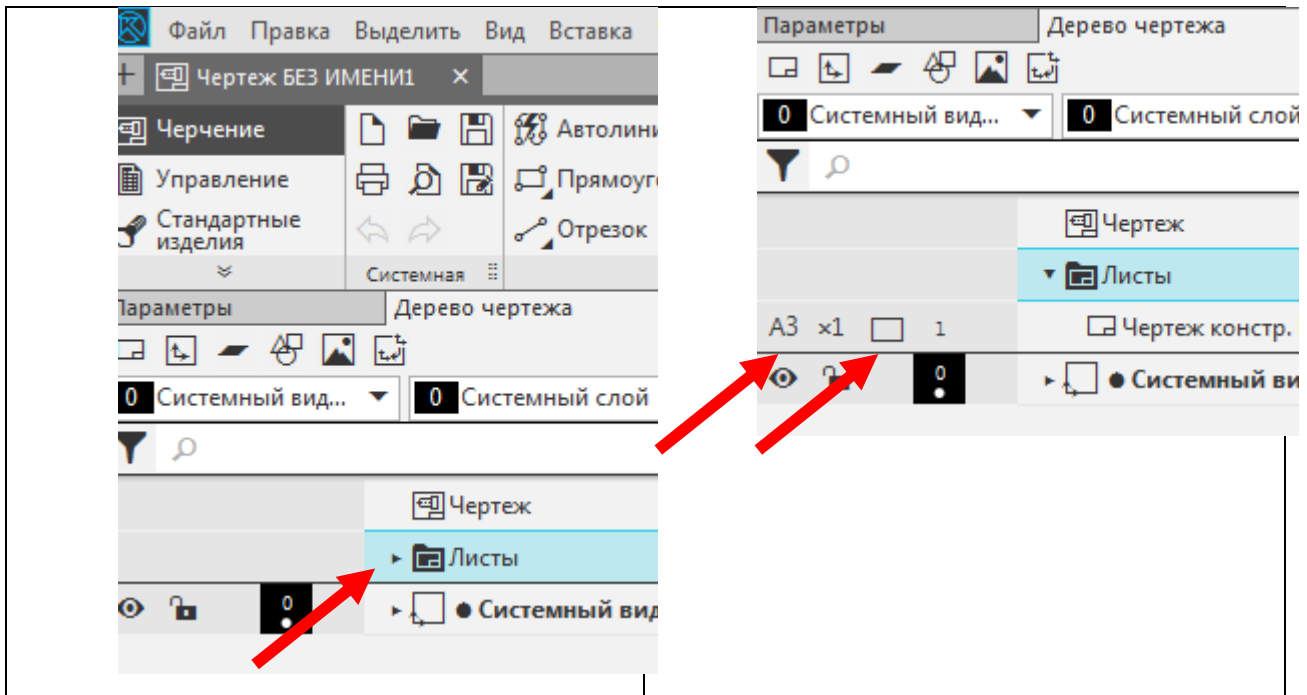 Файл Правка Выделить Вид Вставка
Чертеж БЕЗ ИМЕНИ1
Черчение
Автолини
Управление
Прямоуг
Стандартные
изделия
Отрезок
Системная
Параметры Дерево чертежа
0 Системный вид... 0 Системный слой
Чертеж
Листы
0 Системный вид
Параметры Дерево чертежа
0 Системный вид... 0 Системный слой
Чертеж
Листы
А3 ×1 1 Чертеж констр.
0 Системный ви